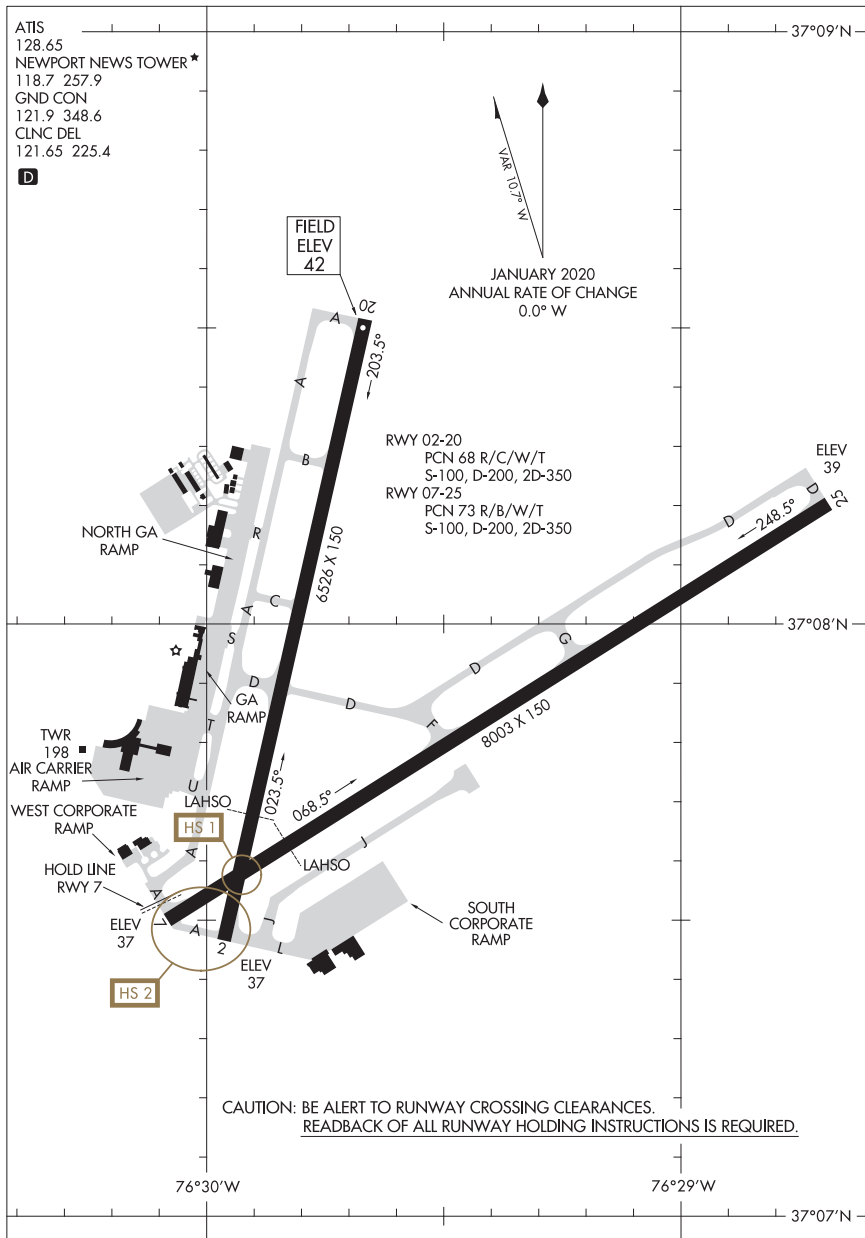 ATIS
128.65
NEWPORT NEWS TOWER
118.7 257.9
GND CON
121.9 348.6
CLNC DEL
121.65 225.4
D
37°09'N
VAR 10.7° W
JANUARY 2020
ANNUAL RATE OF CHANGE
0.0° W
FIELD
ELEV
42
20
A
203.5°
A
B
RWY 02-20
PCN 68 R/C/W/T
S-100, D-200, 2D-350
RWY 07-25
PCN 73 R/B/W/T
S-100, D-200, 2D-350
ELEV
39
D
25
248.5°
D
NORTH GA
RAMP
R
6526 X 150
A
C
S
37°08'N
G
D
D
D
F
8003 X 150
GA
RAMP
T
T
TWR
198
AIR CARRIER
RAMP
U
LAHSO
023.5°
068.5°
WEST CORPORATE
RAMP
HS 1
LAHSO
J
A
HOLD LINE
RWY 7
A
ELEV
37
7
A
2
J
L
ELEV
37
SOUTH
CORPORATE
RAMP
HS 2
CAUTION: BE ALERT TO RUNWAY CROSSING CLEARANCES.
READBACK OF ALL RUNWAY HOLDING INSTRUCTIONS IS REQUIRED.
76°30'W
76°29'W
37°07'N